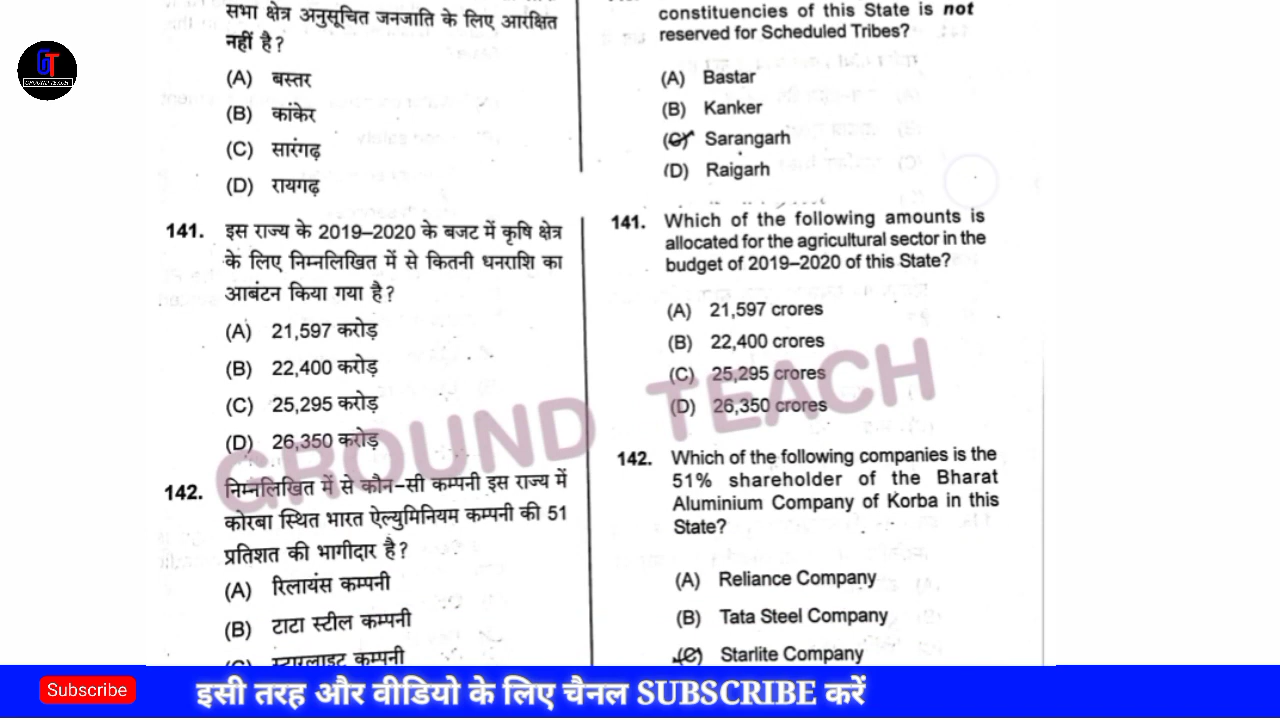 सभा क्षेत्र अनुसूचित जनजाति के लिए आरक्षित
नहीं है?
(A) बस्तर
(B) कांकेर
(C) सारंगढ़
(D) रायगढ़
141. इस राज्य के 2019–2020 के बजट में कृषि क्षेत्र
के लिए निम्नलिखित में से कितनी धनराशि का
आबंटन किया गया है?
(A) 21,597 करोड़
(B) 22,400 करोड़
(C) 25,295 करोड़
(D) 26,350 करोड़
142. निम्नलिखित में से कौन-सी कम्पनी इस राज्य में
कोरबा स्थित भारत ऐल्युमिनियम कम्पनी की 51
प्रतिशत की भागीदार है?
(A) रिलायंस कम्पनी
(B) टाटा स्टील कम्पनी
(C) स्टारलाइट कम्पनी
constituencies of this State is not
reserved for Scheduled Tribes?
(A) Bastar
(B) Kanker
(C) Sarangarh
(D) Raigarh
141. Which of the following amounts is
allocated for the agricultural sector in the
budget of 2019–2020 of this State?
(A) 21,597 crores
(B) 22,400 crores
(C) 25,295 crores
(D) 26,350 crores
142. Which of the following companies is the
51% shareholder of the Bharat
Aluminium Company of Korba in this
State?
(A) Reliance Company
(B) Tata Steel Company
(C) Starlite Company
GROUND TEACH
GT
Subscribe
इसी तरह और वीडियो के लिए चैनल SUBSCRIBE करें